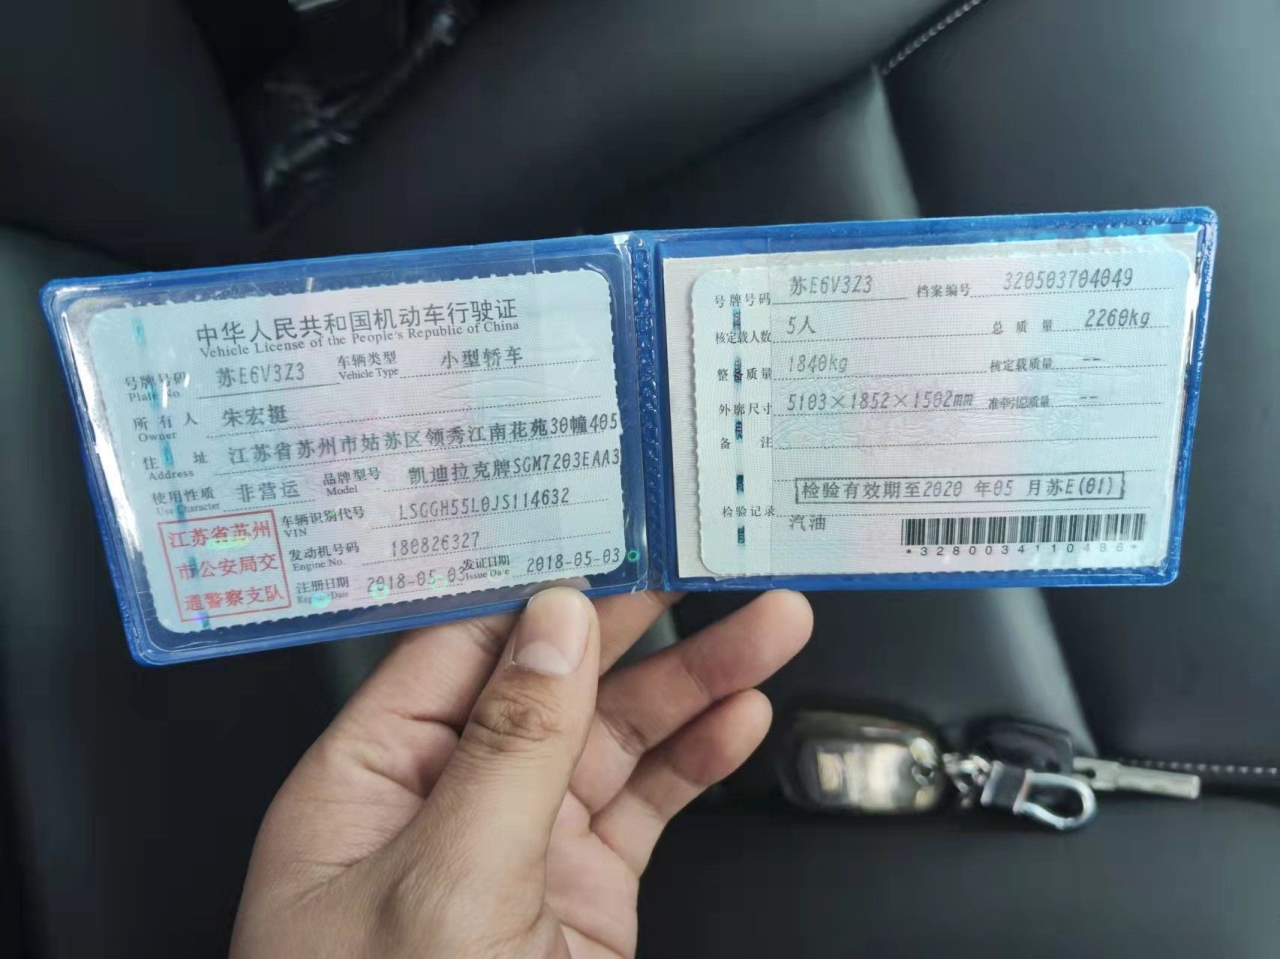 中华人民共和国机动车行驶证
Vehicle License of the People's Republic of China
号牌号码 苏E6V3Z3 车辆类型 小型轿车
Plate No. Vehicle Type
所有人 朱宏挺
Owner
住址 江苏省苏州市姑苏区领秀江南花苑30幢405
Address
使用性质 非营运 品牌型号 凯迪拉克牌SGM7203EAA3
Use Character Model
江苏省苏州
市公安局交
通警察支队
车辆识别代号 LSGGH55L0JS114632
VIN
发动机号码 180826327
Engine No.
注册日期 2018-05-03 发证日期 2018-05-03
Register Date Issue Date
号牌号码 苏E6V3Z3 档案编号 320503704049
核定载人数 5人 总质量 2260kg
整备质量 1840kg 核定载质量 --
外廓尺寸 5103×1852×1502mm 准牵引总质量 --
备注
检验有效期至2020 年05 月苏E(01)
检验记录
汽油
*3280034110486*